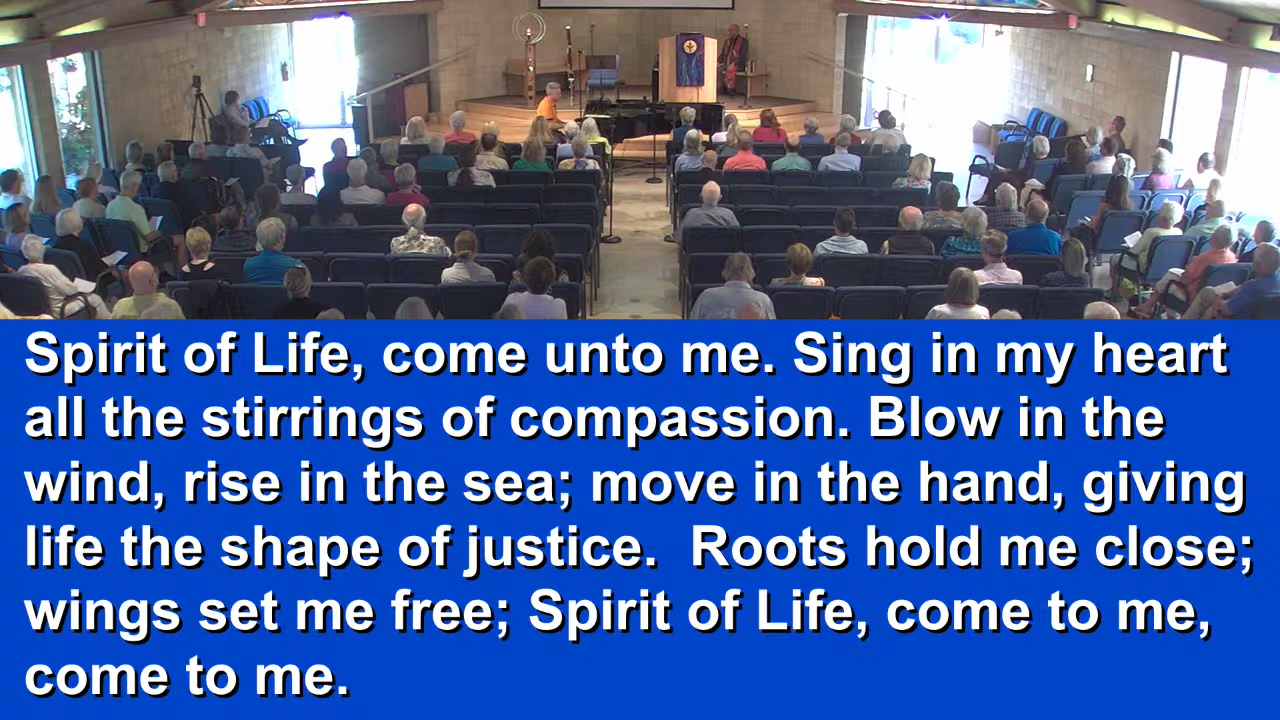 Spirit of Life, come unto me. Sing in my heart
all the stirrings of compassion. Blow in the
wind, rise in the sea; move in the hand, giving
life the shape of justice.  Roots hold me close;
wings set me free; Spirit of Life, come to me,
come to me.